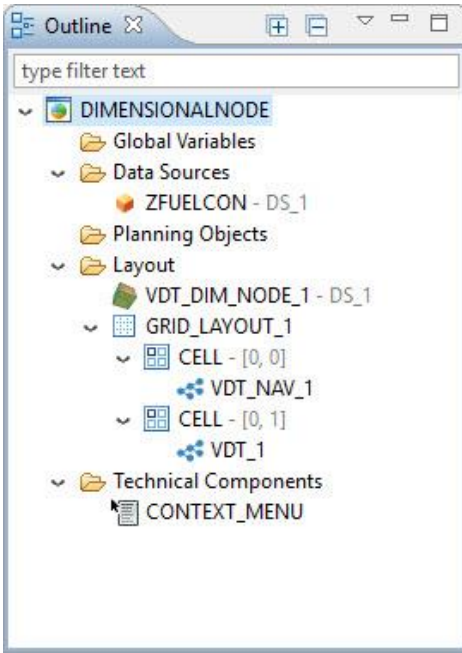 Outline
type filter text
DIMENSIONALNODE
Global Variables
Data Sources
ZFUELCON - DS_1
Planning Objects
Layout
VDT_DIM_NODE_1 - DS_1
GRID_LAYOUT_1
CELL - [0, 0]
VDT_NAV_1
CELL - [0, 1]
VDT_1
Technical Components
CONTEXT_MENU